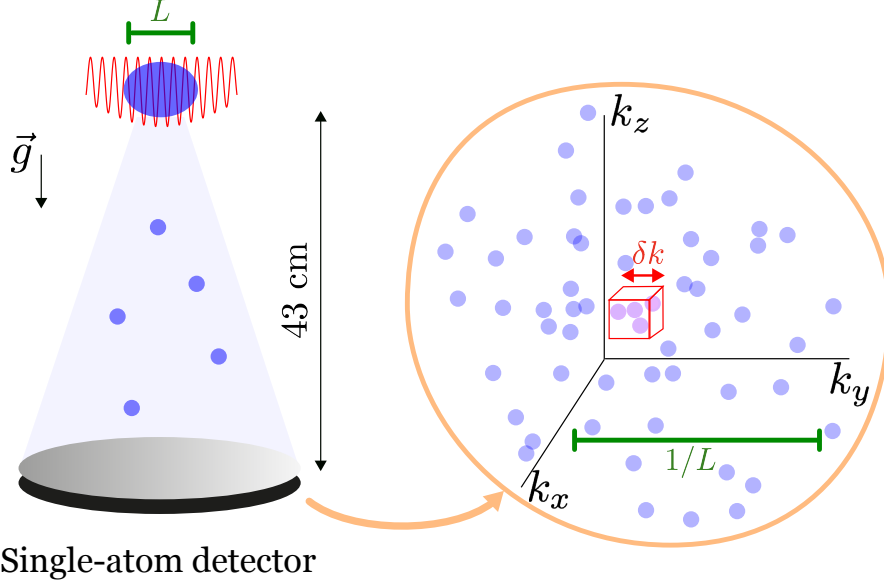 L
g⃗
43 cm
Single-atom detector
k_z
δk
k_y
1/L
k_x